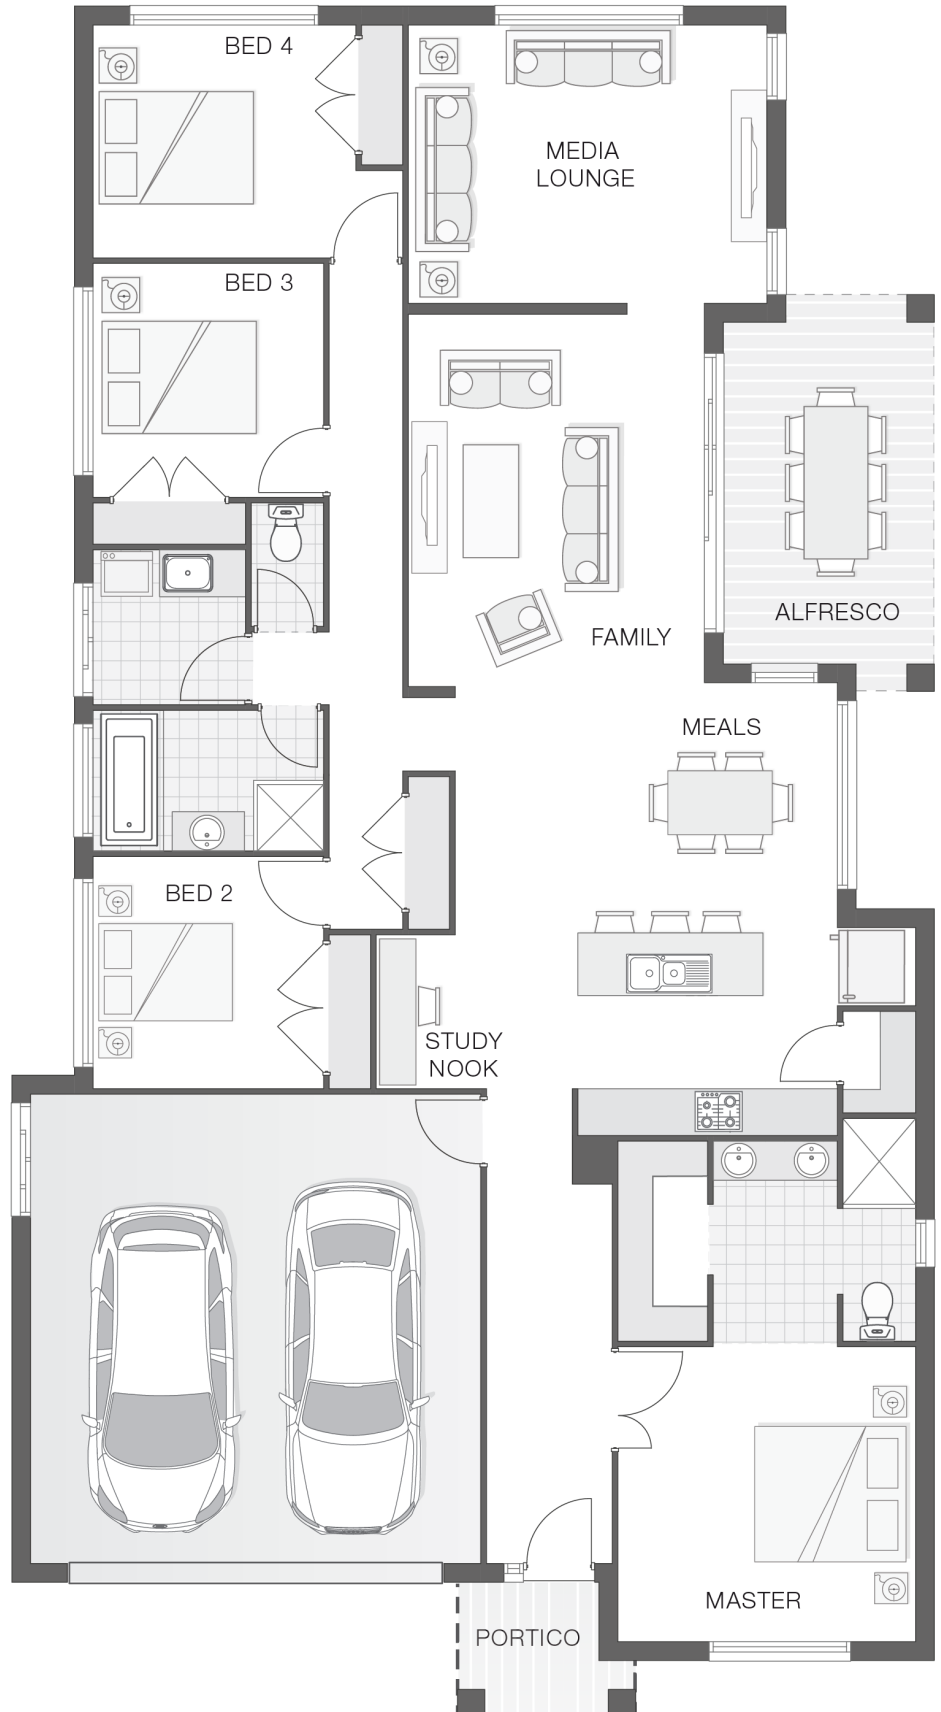 BED 4
MEDIA
LOUNGE
BED 3
ALFRESCO
FAMILY
MEALS
BED 2
STUDY
NOOK
MASTER
PORTICO